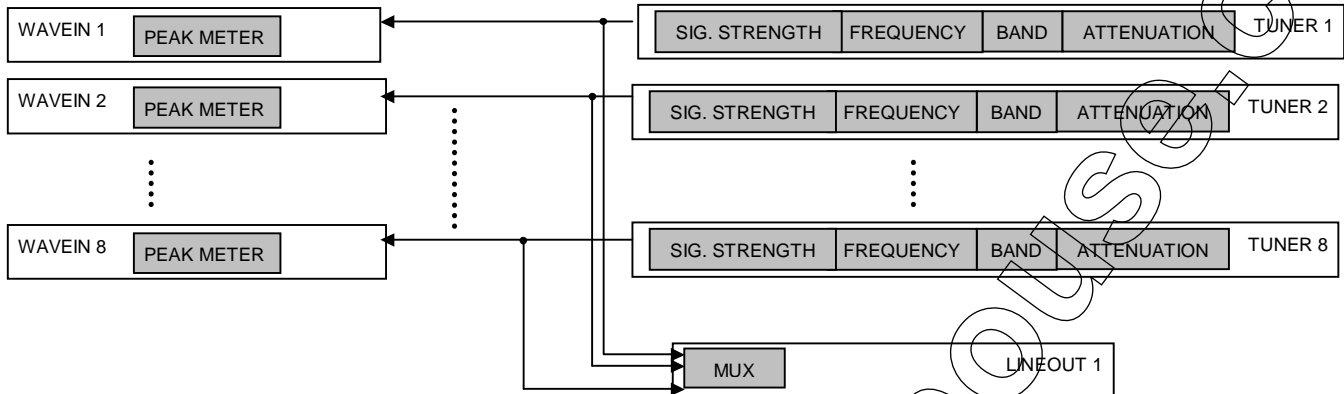 WAVEIN 1 PEAK METER SIG. STRENGTH FREQUENCY BAND ATTENUATION TUNER 1
WAVEIN 2 PEAK METER SIG. STRENGTH FREQUENCY BAND ATTENUATION TUNER 2
WAVEIN 8 PEAK METER SIG. STRENGTH FREQUENCY BAND ATTENUATION TUNER 8
MUX LINEOUT 1